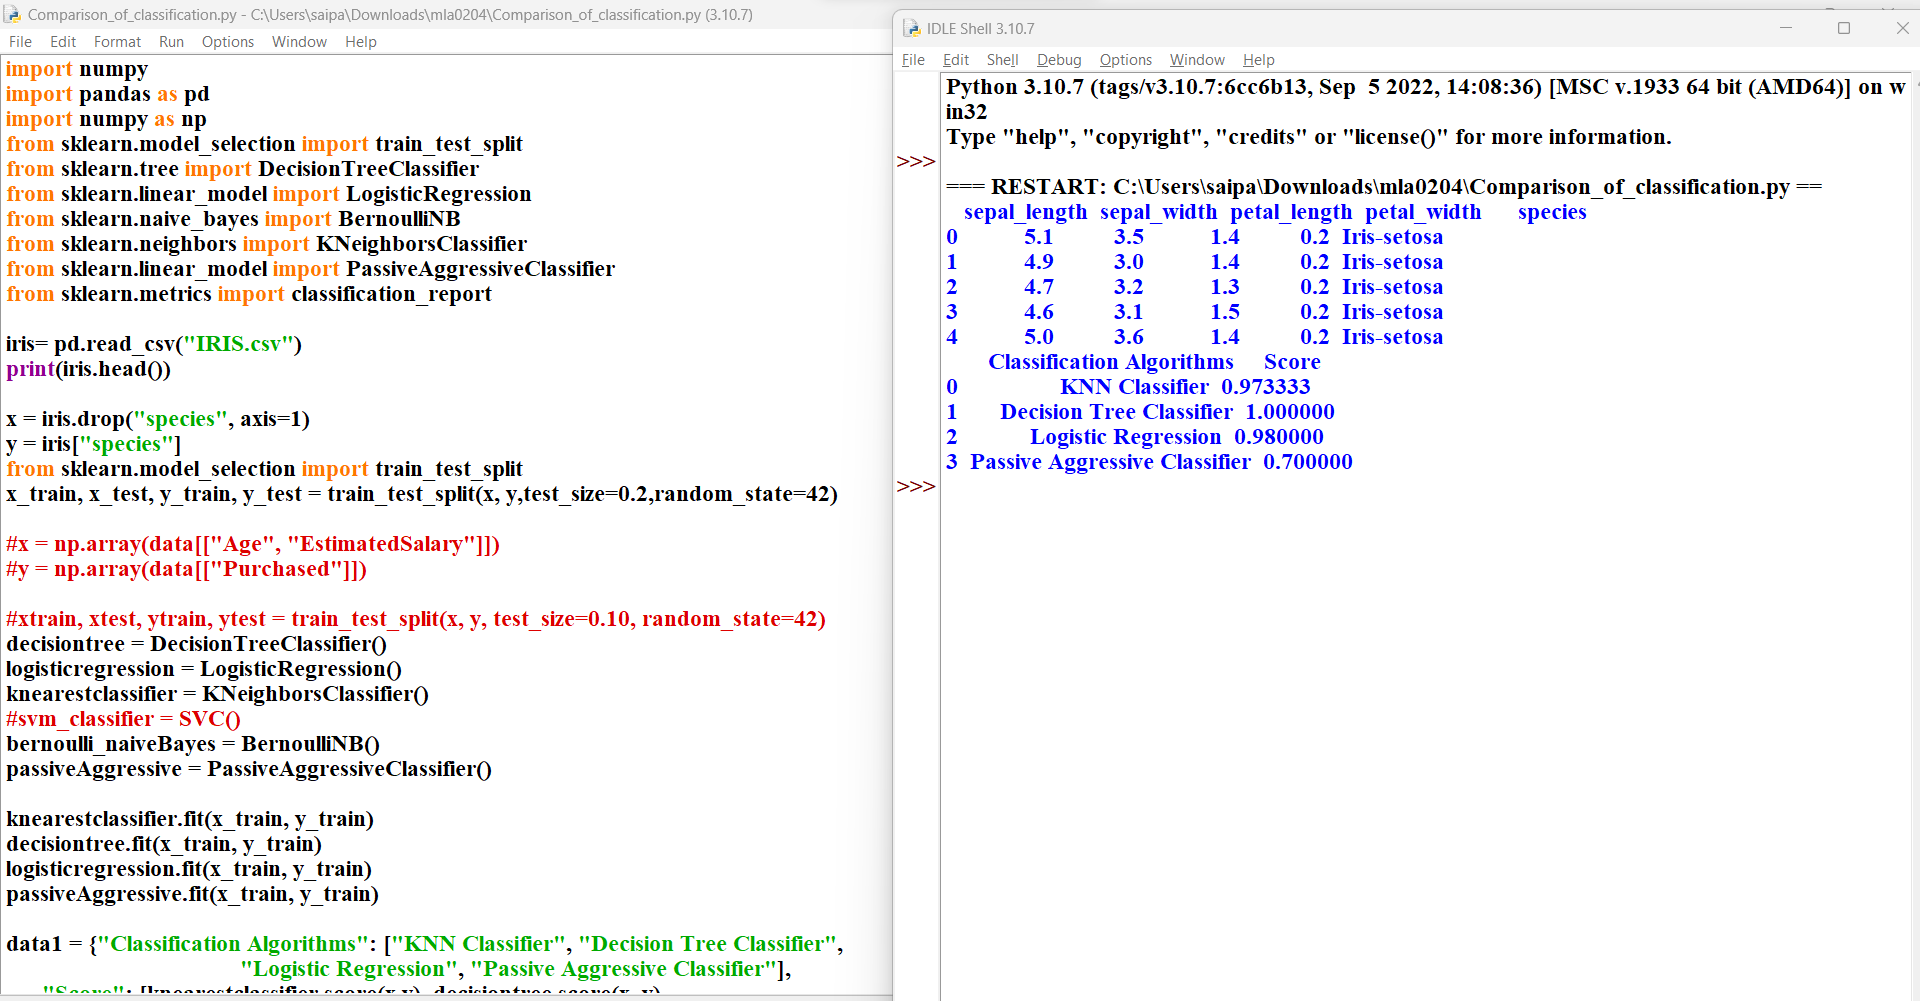 Comparison_of_classification.py - C:\Users\saipa\Downloads\mla0204\Comparison_of_classification.py (3.10.7)
File Edit Format Run Options Window Help
import numpy
import pandas as pd
import numpy as np
from sklearn.model_selection import train_test_split
from sklearn.tree import DecisionTreeClassifier
from sklearn.linear_model import LogisticRegression
from sklearn.naive_bayes import BernoulliNB
from sklearn.neighbors import KNeighborsClassifier
from sklearn.linear_model import PassiveAggressiveClassifier
from sklearn.metrics import classification_report
iris= pd.read_csv("IRIS.csv")
print(iris.head())
x = iris.drop("species", axis=1)
y = iris["species"]
from sklearn.model_selection import train_test_split
x_train, x_test, y_train, y_test = train_test_split(x, y,test_size=0.2,random_state=42)
#x = np.array(data[["Age", "EstimatedSalary"]])
#y = np.array(data[["Purchased"]])
#xtrain, xtest, ytrain, ytest = train_test_split(x, y, test_size=0.10, random_state=42)
decisiontree = DecisionTreeClassifier()
logisticregression = LogisticRegression()
knearestclassifier = KNeighborsClassifier()
#svm_classifier = SVC()
bernoulli_naiveBayes = BernoulliNB()
passiveAggressive = PassiveAggressiveClassifier()
knearestclassifier.fit(x_train, y_train)
decisiontree.fit(x_train, y_train)
logisticregression.fit(x_train, y_train)
passiveAggressive.fit(x_train, y_train)
data1 = {"Classification Algorithms": ["KNN Classifier", "Decision Tree Classifier",
"Logistic Regression", "Passive Aggressive Classifier"],
"Score": [knearestclassifier.score(x,y), decisiontree.score(x, y),
IDLE Shell 3.10.7
File Edit Shell Debug Options Window Help
Python 3.10.7 (tags/v3.10.7:6cc6b13, Sep  5 2022, 14:08:36) [MSC v.1933 64 bit (AMD64)] on w
in32
Type "help", "copyright", "credits" or "license()" for more information.
>>>
=== RESTART: C:\Users\saipa\Downloads\mla0204\Comparison_of_classification.py ==
sepal_length sepal_width petal_length petal_width species
0 5.1 3.5 1.4 0.2 Iris-setosa
1 4.9 3.0 1.4 0.2 Iris-setosa
2 4.7 3.2 1.3 0.2 Iris-setosa
3 4.6 3.1 1.5 0.2 Iris-setosa
4 5.0 3.6 1.4 0.2 Iris-setosa
Classification Algorithms Score
0 KNN Classifier 0.973333
1 Decision Tree Classifier 1.000000
2 Logistic Regression 0.980000
3 Passive Aggressive Classifier 0.700000
>>>